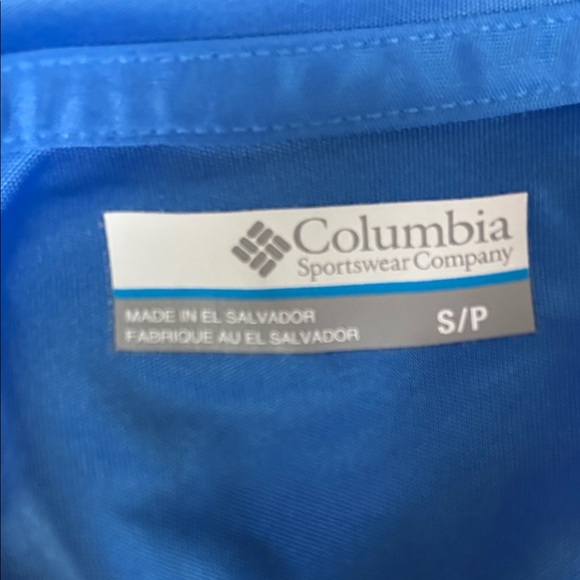 Columbia
Sportswear Company
MADE IN EL SALVADOR
FABRIQUE AU EL SALVADOR
S/P